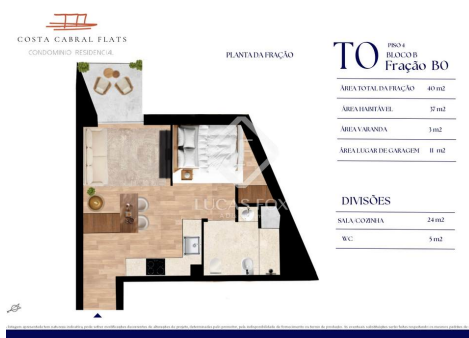 COSTA CABRAL FLATS
CONDOMINIO RESIDENCIAL
PLANTA DA FRAÇÃO
T0
PISO 4
BLOCO B
Fração B0
ÁREA TOTAL DA FRAÇÃO 40 m2
ÁREA HABITÁVEL 37 m2
ÁREA VARANDA 3 m2
ÁREA LUGAR DE GARAGEM 11 m2
LUCAS FOX
DIVISÕES
SALA/COZINHA 24 m2
WC 5 m2